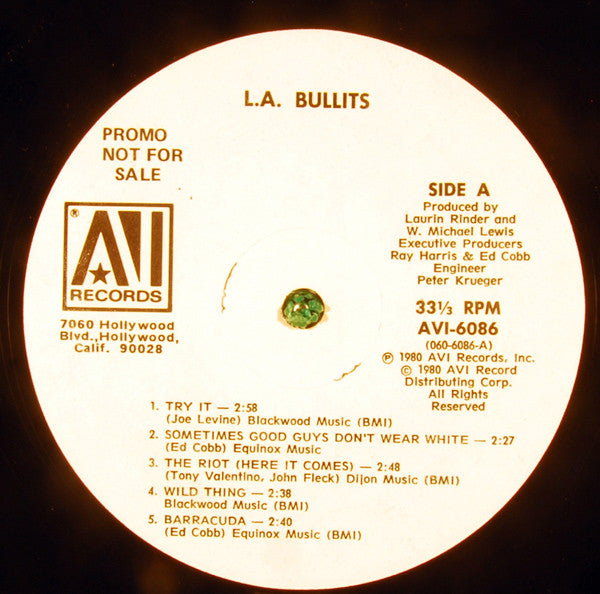 L.A. BULLITS
PROMO
NOT FOR
SALE
® AVI
RECORDS
7060 Hollywood
Blvd., Hollywood,
Calif. 90028
SIDE A
Produced by
Laurin Rinder and
W. Michael Lewis
Executive Producers
Ray Harris & Ed Cobb
Engineer
Peter Krueger
33⅓ RPM
AVI-6086
(060-6086-A)
℗ 1980 AVI Records, Inc.
© 1980 AVI Record
Distributing Corp.
All Rights
Reserved
1. TRY IT — 2:58
(Joe Levine) Blackwood Music (BMI)
2. SOMETIMES GOOD GUYS DON'T WEAR WHITE — 2:27
(Ed Cobb) Equinox Music
3. THE RIOT (HERE IT COMES) — 2:48
(Tony Valentino, John Fleck) Dijon Music (BMI)
4. WILD THING — 2:38
Blackwood Music (BMI)
5. BARRACUDA — 2:40
(Ed Cobb) Equinox Music (BMI)